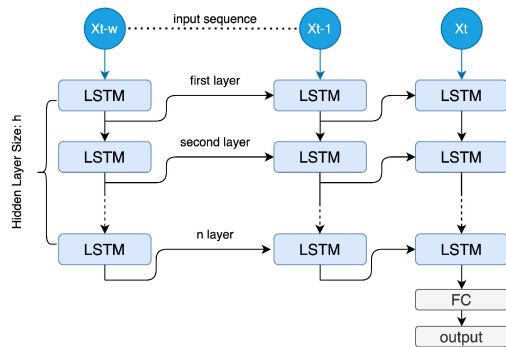 Xt-w
input sequence
Xt-1
Xt
first layer
LSTM
LSTM
LSTM
second layer
LSTM
LSTM
LSTM
Hidden Layer Size: h
n layer
LSTM
LSTM
LSTM
FC
output